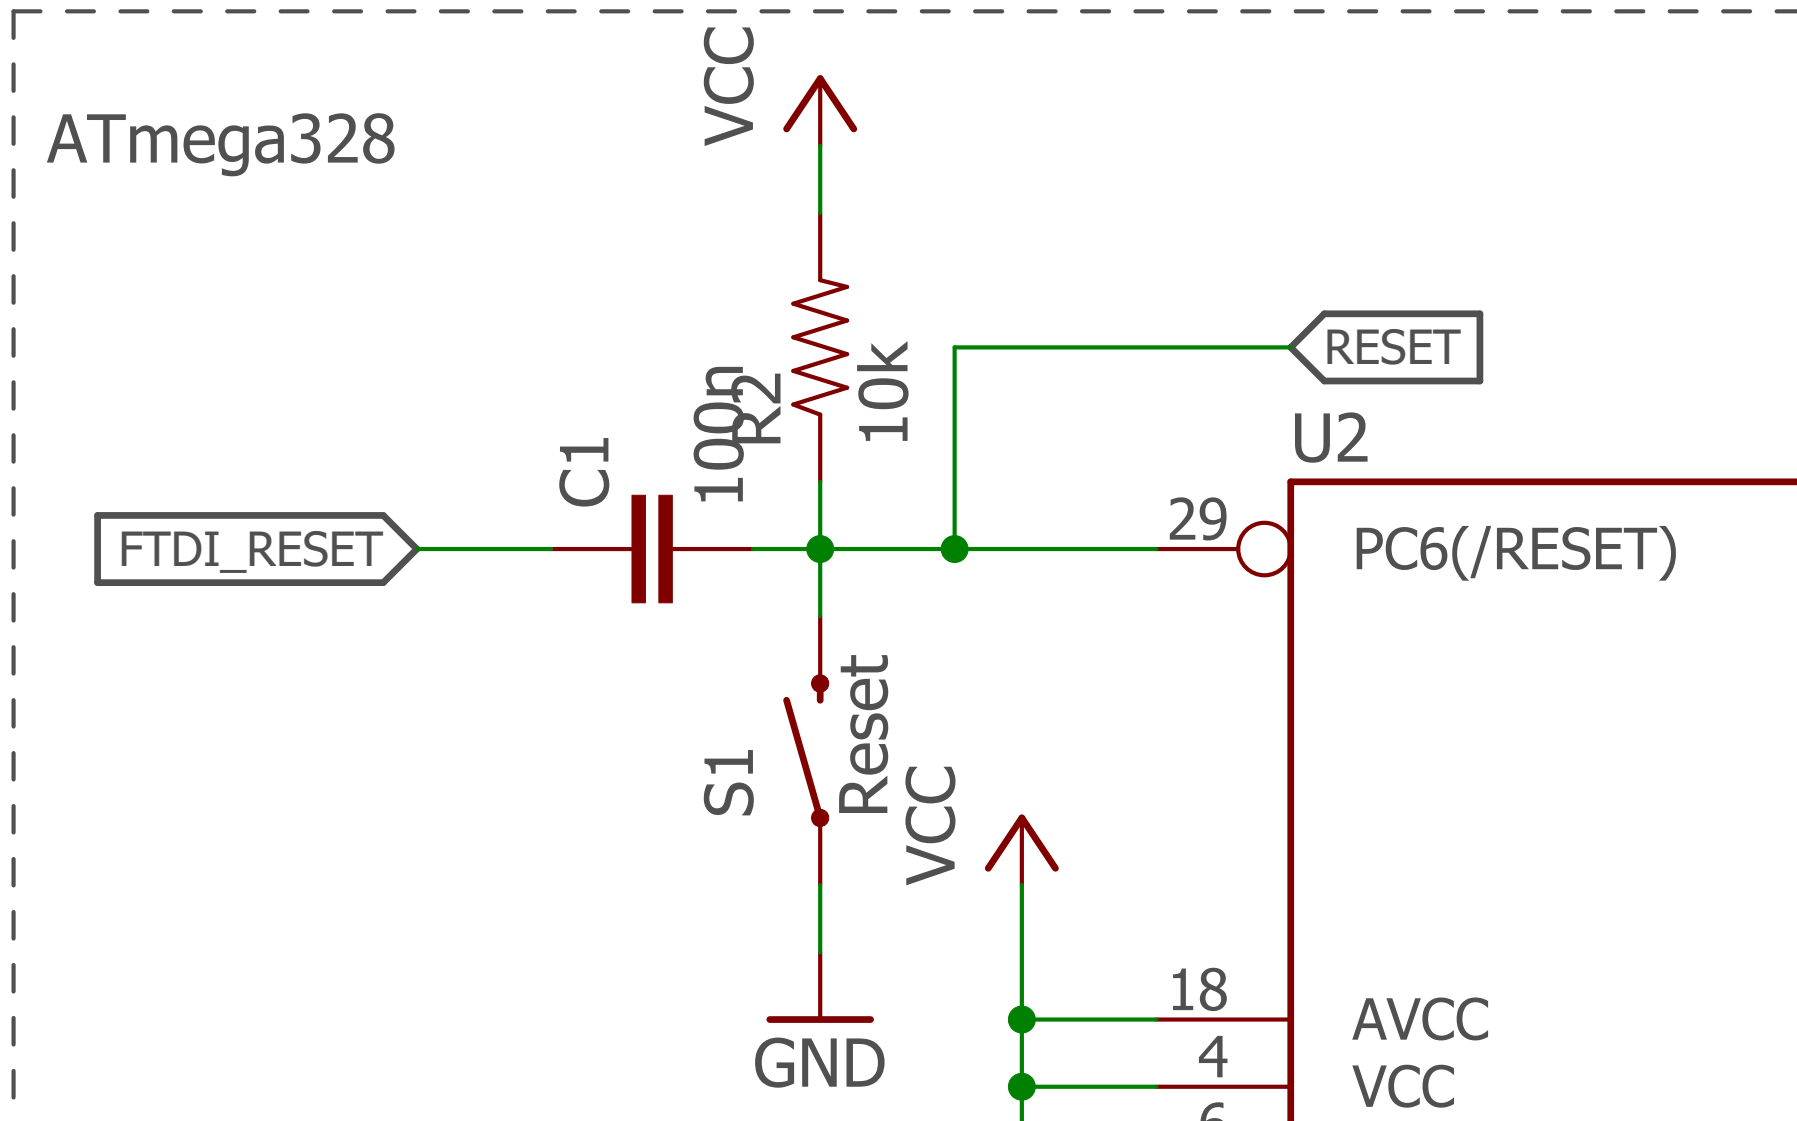 VCC
ATmega328
RESET
R2
10k
100n
C1
U2
29
FTDI_RESET
PC6(/RESET)
Reset
S1
VCC
18
AVCC
4
GND
VCC